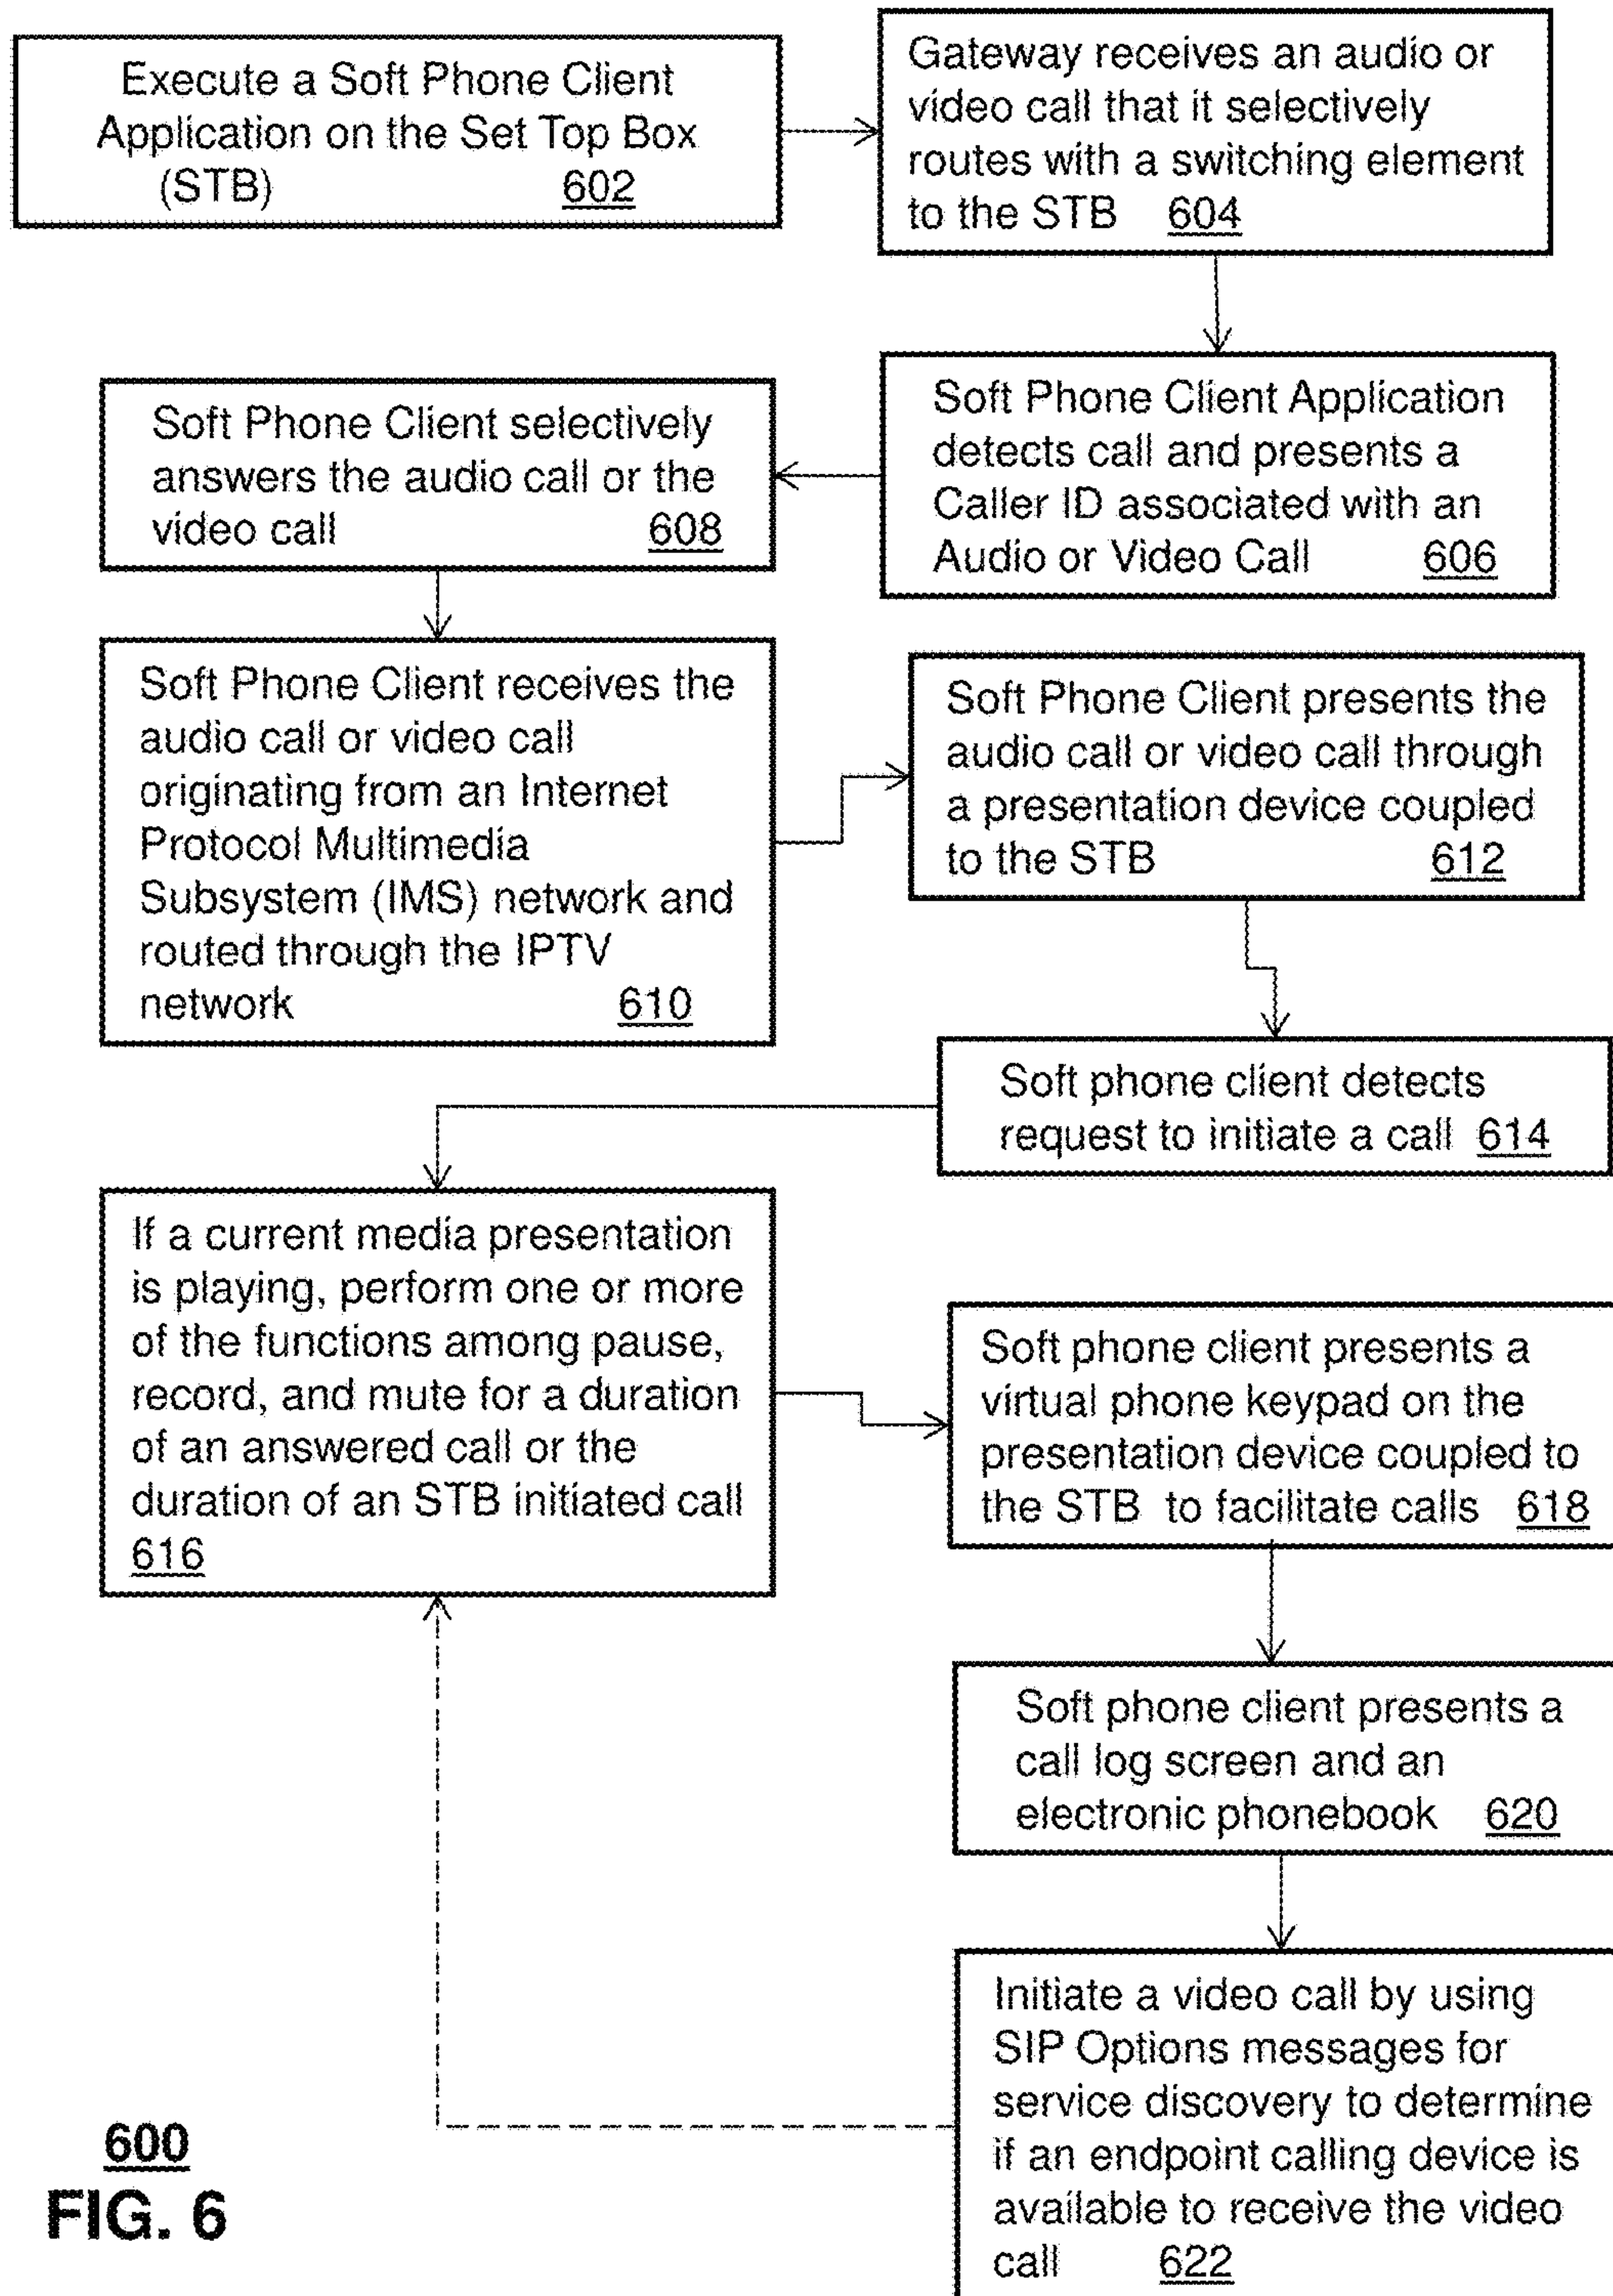 Execute a Soft Phone Client
Application on the Set Top Box
(STB) 602
Gateway receives an audio or
video call that it selectively
routes with a switching element
to the STB 604
Soft Phone Client Application
detects call and presents a
Caller ID associated with an
Audio or Video Call 606
Soft Phone Client selectively
answers the audio call or the
video call 608
Soft Phone Client receives the
audio call or video call
originating from an Internet
Protocol Multimedia
Subsystem (IMS) network and
routed through the IPTV
network 610
Soft Phone Client presents the
audio call or video call through
a presentation device coupled
to the STB 612
Soft phone client detects
request to initiate a call 614
If a current media presentation
is playing, perform one or more
of the functions among pause,
record, and mute for a duration
of an answered call or the
duration of an STB initiated call
616
Soft phone client presents a
virtual phone keypad on the
presentation device coupled to
the STB to facilitate calls 618
Soft phone client presents a
call log screen and an
electronic phonebook 620
Initiate a video call by using
SIP Options messages for
service discovery to determine
if an endpoint calling device is
available to receive the video
call 622
600
FIG. 6